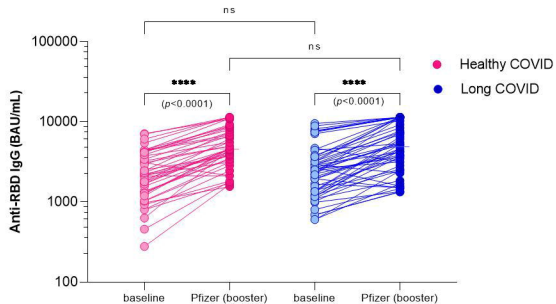 ns
ns
100000
10000
1000
100
Anti-RBD IgG (BAU/mL)
****
(p<0.0001)
****
(p<0.0001)
Healthy COVID
Long COVID
baseline
Pfizer (booster)
baseline
Pfizer (booster)